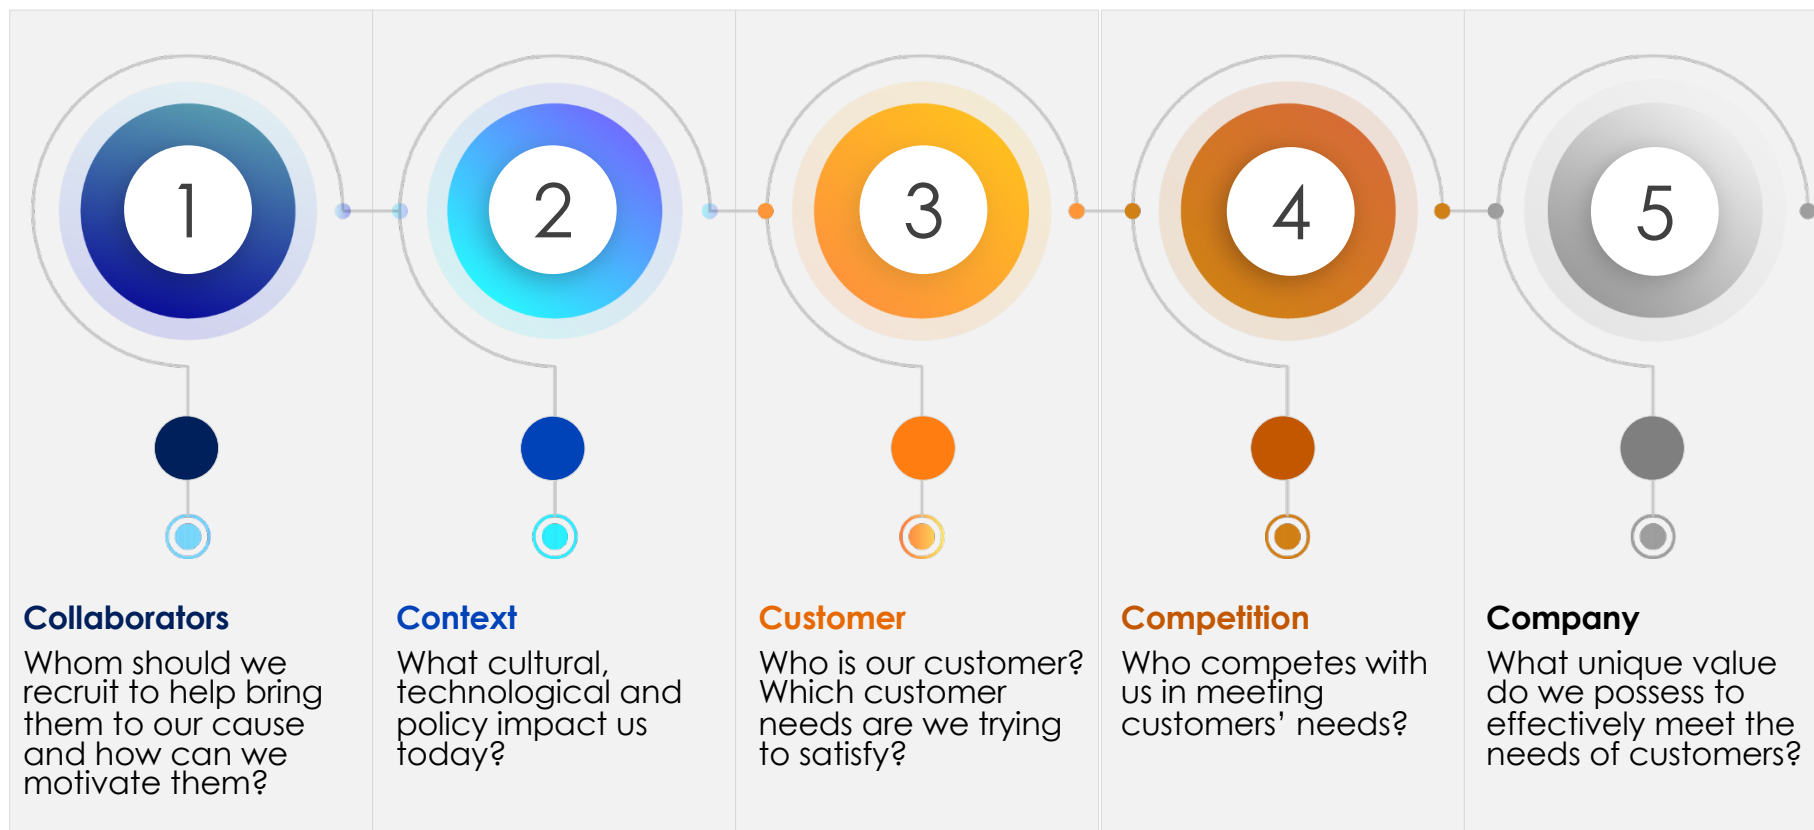 1
2
3
4
5
Collaborators
Whom should we
recruit to help bring
them to our cause
and how can we
motivate them?
Context
What cultural,
technological and
policy impact us
today?
Customer
Who is our customer?
Which customer
needs are we trying
to satisfy?
Competition
Who competes with
us in meeting
customers’ needs?
Company
What unique value
do we possess to
effectively meet the
needs of customers?